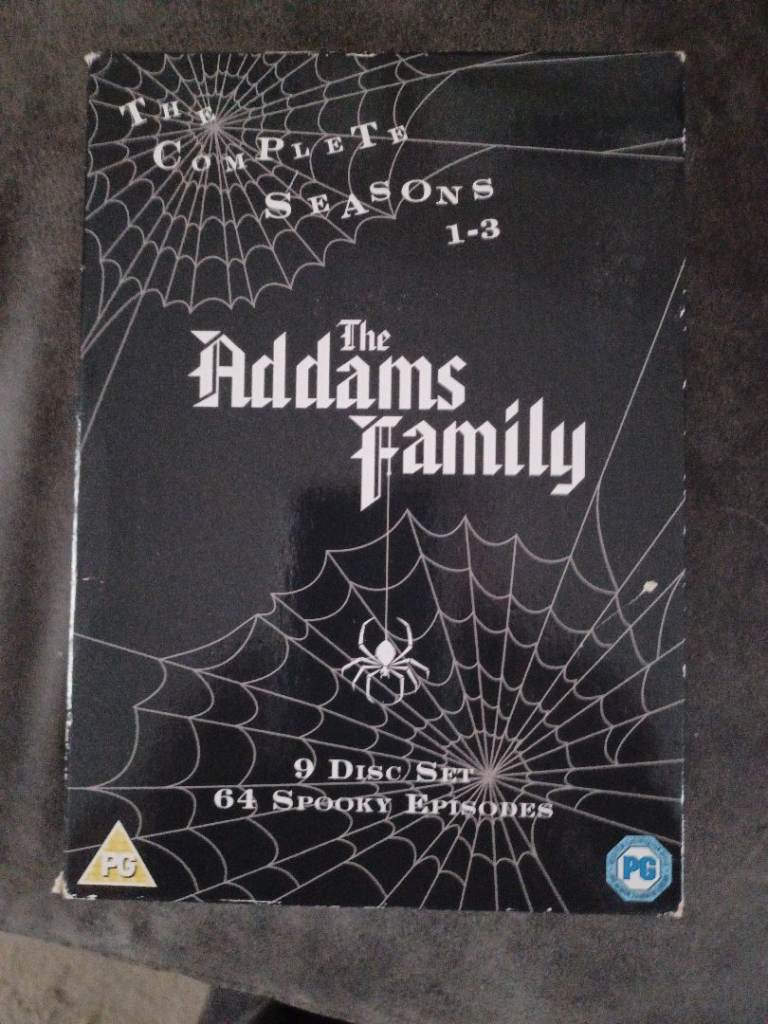 The
Complete
Seasons
1-3
The
Addams
Family
9 Disc Set
64 Spooky Episodes
PG
PG